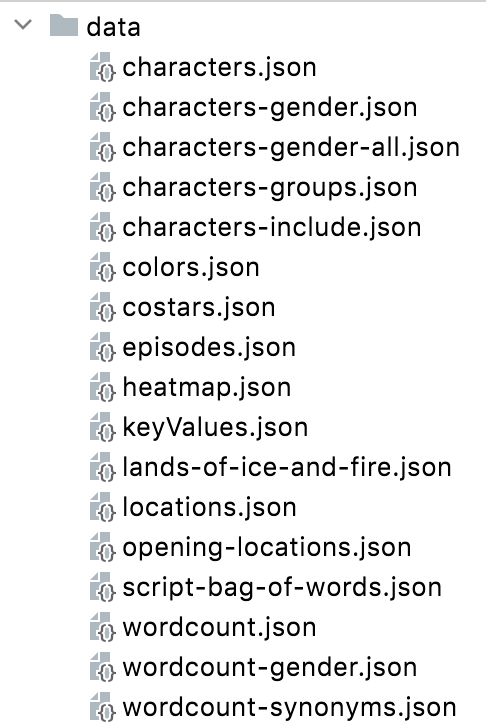 data
characters.json
characters-gender.json
characters-gender-all.json
characters-groups.json
characters-include.json
colors.json
costars.json
episodes.json
heatmap.json
keyValues.json
lands-of-ice-and-fire.json
locations.json
opening-locations.json
script-bag-of-words.json
wordcount.json
wordcount-gender.json
wordcount-synonyms.json